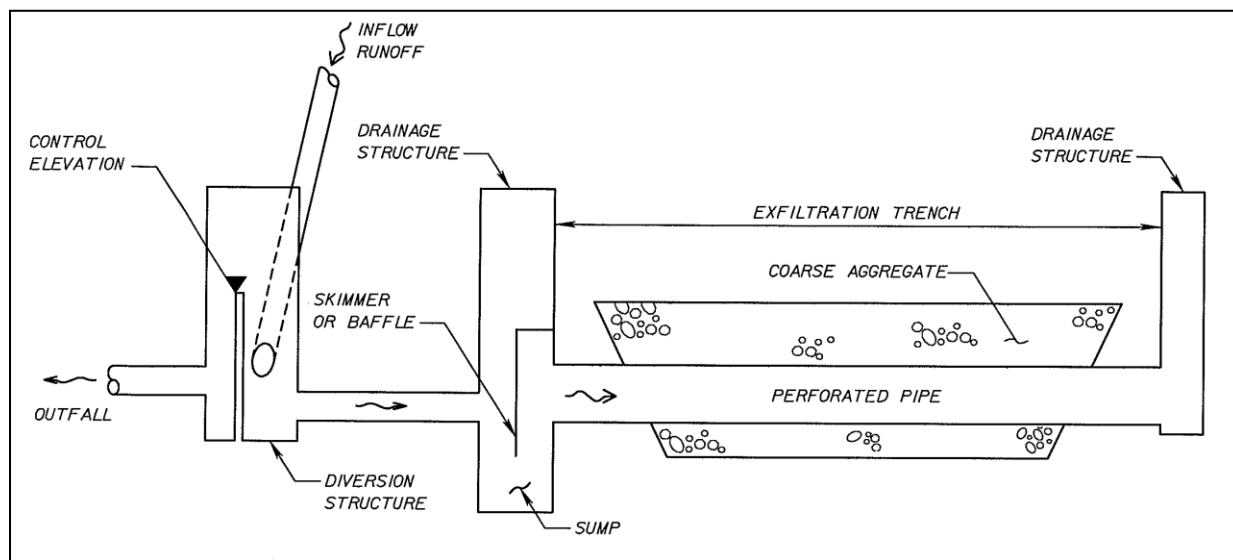 INFLOW
RUNOFF
CONTROL
ELEVATION
DRAINAGE
STRUCTURE
DRAINAGE
STRUCTURE
EXFILTRATION TRENCH
COARSE AGGREGATE
SKIMMER
OR BAFFLE
PERFORATED PIPE
OUTFALL
DIVERSION
STRUCTURE
SUMP